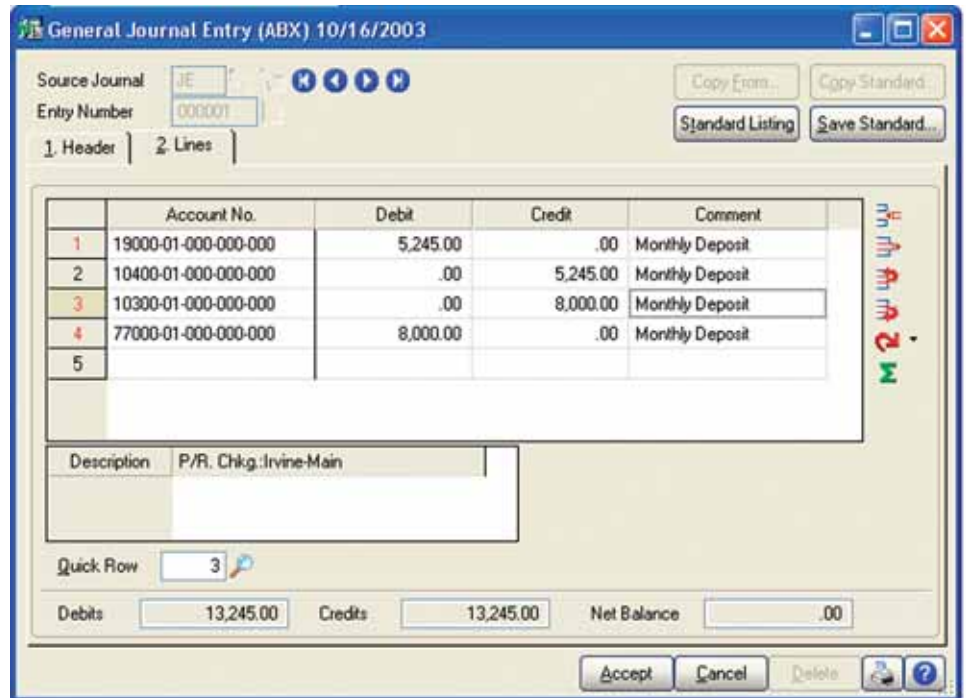 General Journal Entry (ABX) 10/16/2003
Source Journal JE Copy From... Copy Standard...
Entry Number 000001 Standard Listing Save Standard...
1. Header 2. Lines
Account No. Debit Credit Comment
1 19000-01-000-000-000 5,245.00 .00 Monthly Deposit
2 10400-01-000-000-000 .00 5,245.00 Monthly Deposit
3 10300-01-000-000-000 .00 8,000.00 Monthly Deposit
4 77000-01-000-000-000 8,000.00 .00 Monthly Deposit
5
Description P/R. Chkg.:Irvine-Main
Quick Row 3
Debits 13,245.00 Credits 13,245.00 Net Balance .00
Accept Cancel Delete